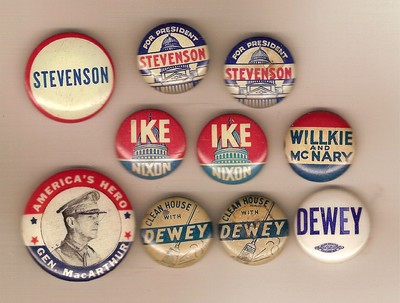 STEVENSON
FOR PRESIDENT
STEVENSON
FOR PRESIDENT
STEVENSON
IKE
NIXON
IKE
NIXON
WILLKIE
AND
McNARY
AMERICA'S HERO
GEN. MacARTHUR
CLEAN HOUSE
WITH
DEWEY
CLEAN HOUSE
WITH
DEWEY
DEWEY